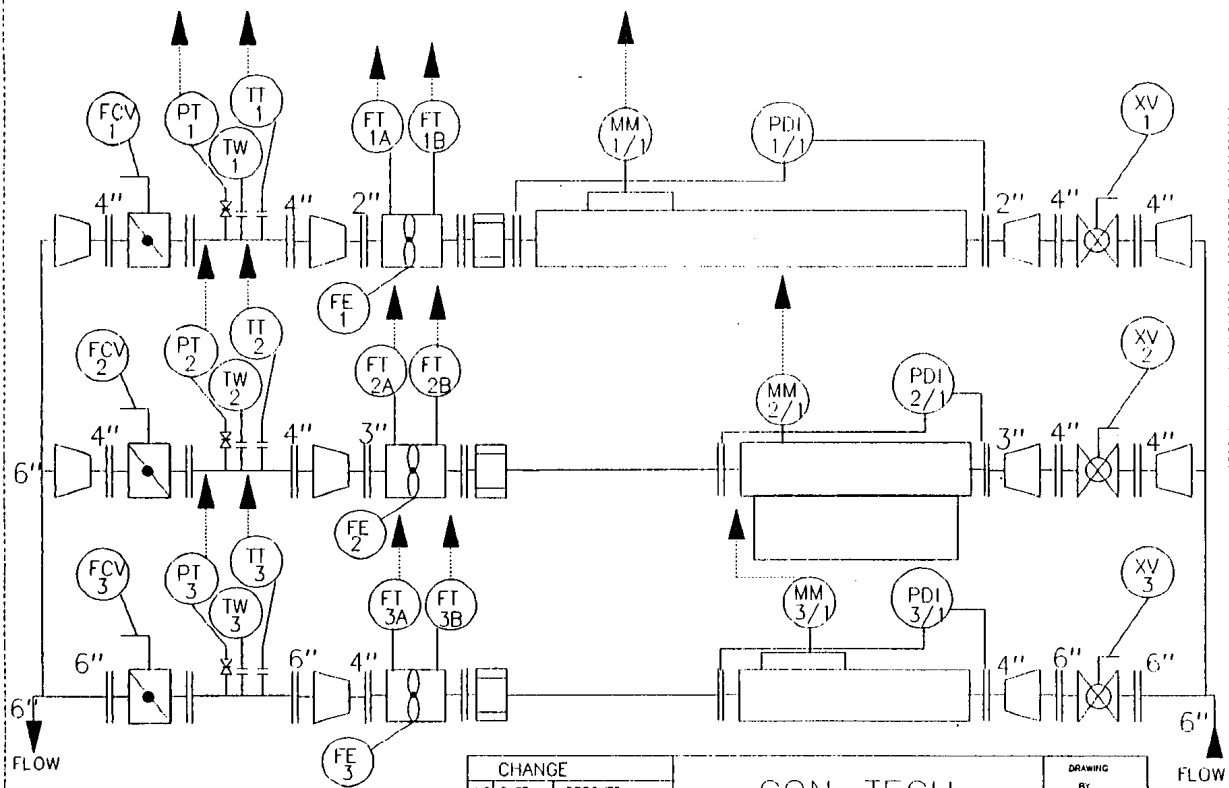 FCV 1
PT 1
TT 1
TW 1
FT 1A
FT 1B
MM 1/1
PDI 1/1
XV 1
4"
4"
2"
2"
4"
4"
FE 1
FCV 2
PT 2
TT 2
TW 2
FT 2A
FT 2B
MM 2/1
PDI 2/1
XV 2
6"
4"
4"
3"
3"
4"
4"
FE 2
FCV 3
PT 3
TT 3
TW 3
FT 3A
FT 3B
MM 3/1
PDI 3/1
XV 3
6"
6"
6"
4"
4"
6"
6"
6"
FE 3
FLOW
FLOW
CHANGE
CON-TECH
DRAWING
BY